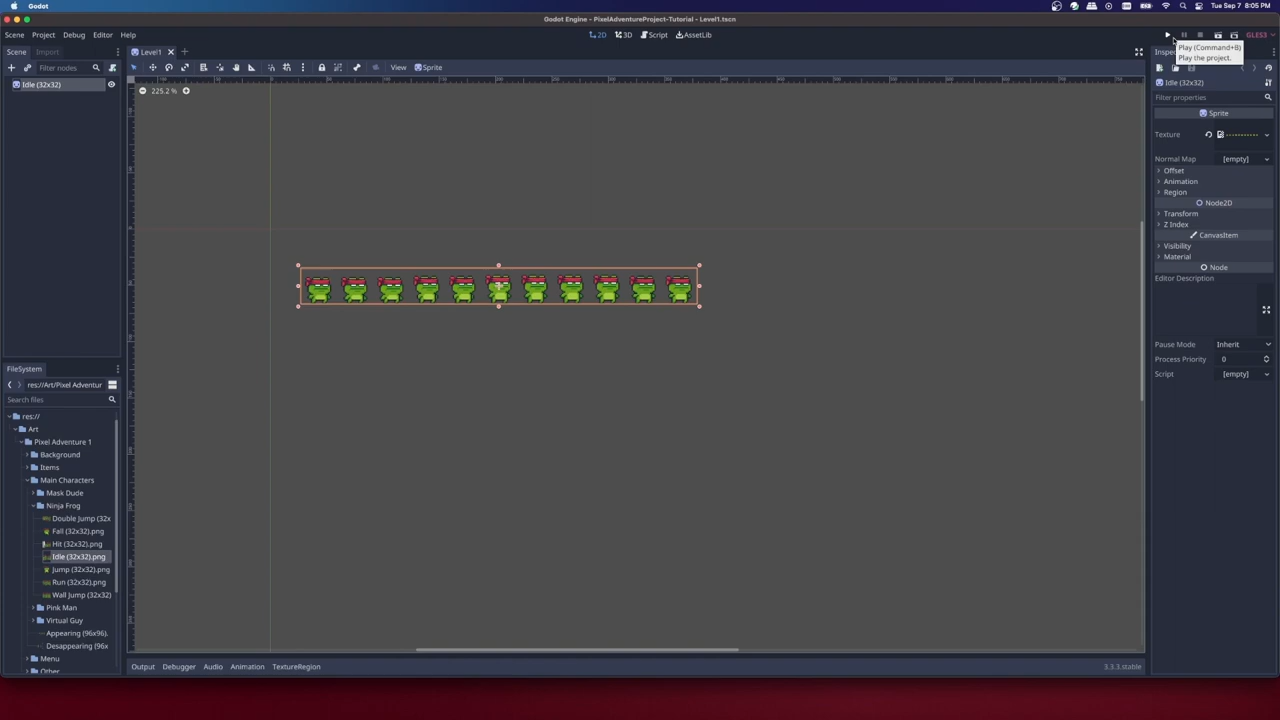 Godot
Tue Sep 7 8:05 PM
Godot Engine - PixelAdventureProject-Tutorial - Level1.tscn
Scene Project Debug Editor Help
2D 3D Script AssetLib
GLES3
Play (Command+B)
Play the project.
Scene Import
Level1
Filter nodes
View Sprite
Idle (32x32)
225.2 %
Idle (32x32)
Filter properties
Sprite
Texture
Normal Map [empty]
Offset
Animation
Region
Node2D
Transform
Z Index
CanvasItem
Visibility
Material
Node
Editor Description
Pause Mode Inherit
Process Priority 0
Script [empty]
FileSystem
res://Art/Pixel Adventur
Search files
res://
Art
Pixel Adventure 1
Background
Items
Main Characters
Mask Dude
Ninja Frog
Double Jump (32x
Fall (32x32).png
Hit (32x32).png
Idle (32x32).png
Jump (32x32).png
Run (32x32).png
Wall Jump (32x32)
Pink Man
Virtual Guy
Appearing (96x96).
Desappearing (96x
Menu
Other
Output Debugger Audio Animation TextureRegion
3.3.3.stable